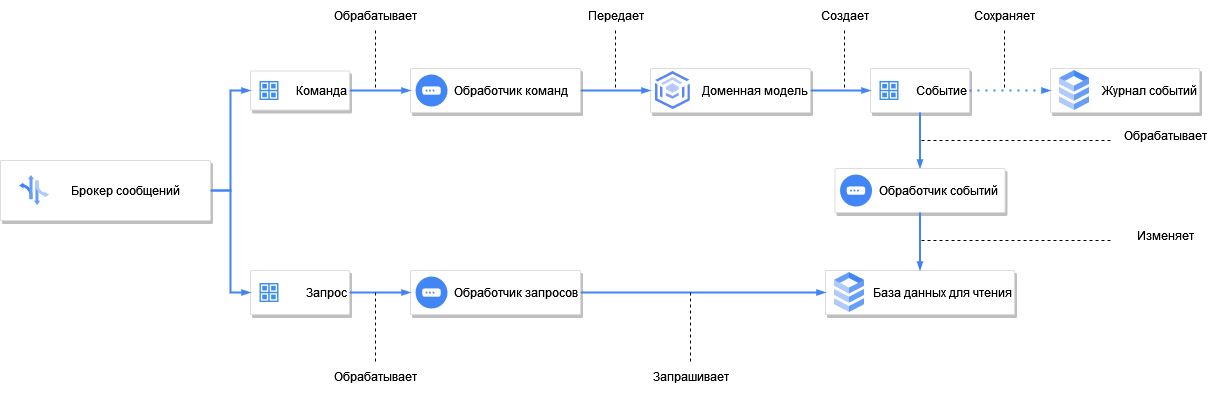 Обрабатывает
Передает
Создает
Сохраняет
Команда
Обработчик команд
Доменная модель
Событие
Журнал событий
Обрабатывает
Брокер сообщений
Обработчик событий
Изменяет
Запрос
Обработчик запросов
База данных для чтения
Обрабатывает
Запрашивает